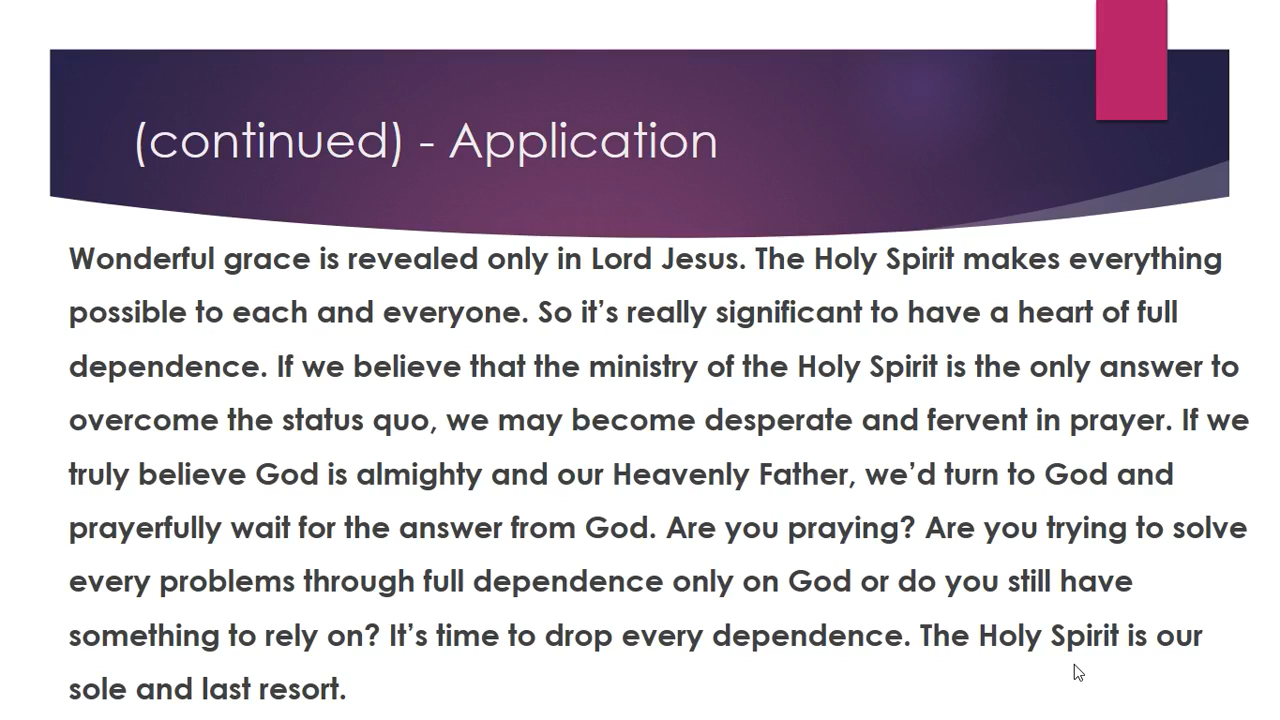 (continued) - Application
Wonderful grace is revealed only in Lord Jesus. The Holy Spirit makes everything
possible to each and everyone. So it’s really significant to have a heart of full
dependence. If we believe that the ministry of the Holy Spirit is the only answer to
overcome the status quo, we may become desperate and fervent in prayer. If we
truly believe God is almighty and our Heavenly Father, we’d turn to God and
prayerfully wait for the answer from God. Are you praying? Are you trying to solve
every problems through full dependence only on God or do you still have
something to rely on? It’s time to drop every dependence. The Holy Spirit is our
sole and last resort.